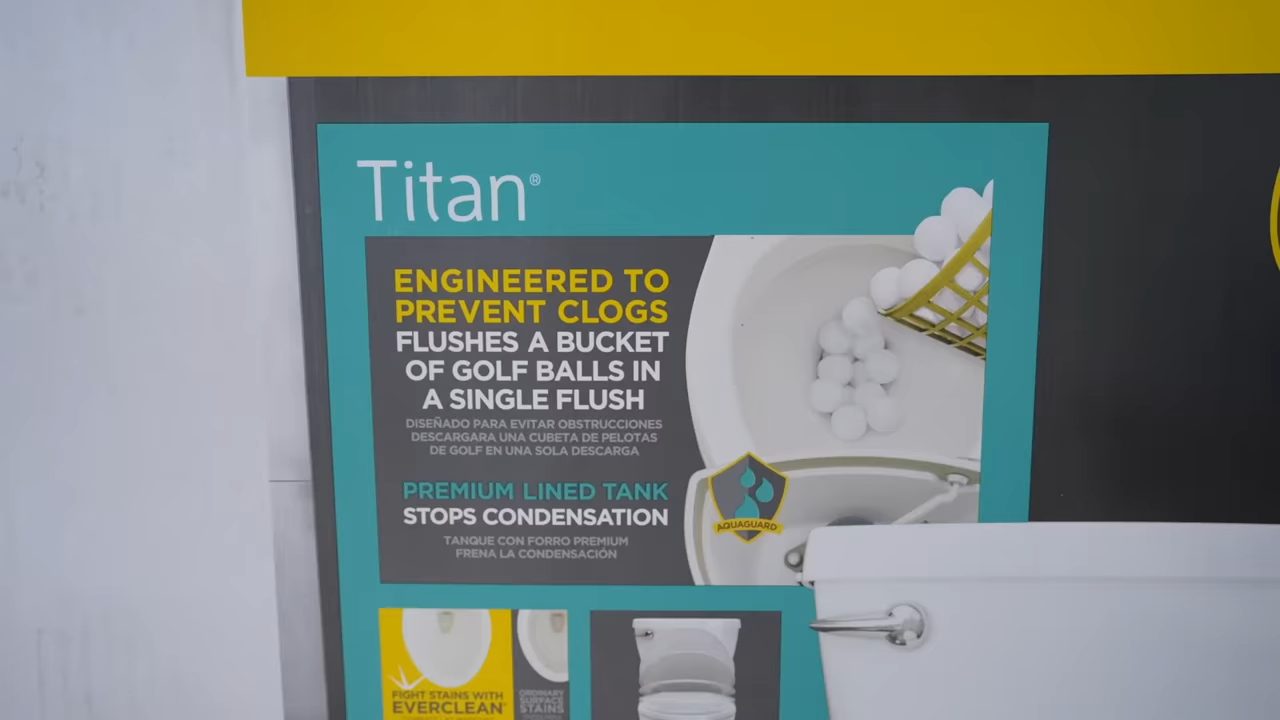 Titan®
ENGINEERED TO
PREVENT CLOGS
FLUSHES A BUCKET
OF GOLF BALLS IN
A SINGLE FLUSH
DISEÑADO PARA EVITAR OBSTRUCCIONES
DESCARGARA UNA CUBETA DE PELOTAS
DE GOLF EN UNA SOLA DESCARGA
PREMIUM LINED TANK
STOPS CONDENSATION
TANQUE CON FORRO PREMIUM
FRENA LA CONDENSACIÓN
AQUAGUARD
FIGHT STAINS WITH
EVERCLEAN®
ORDINARY
SURFACE
STAINS